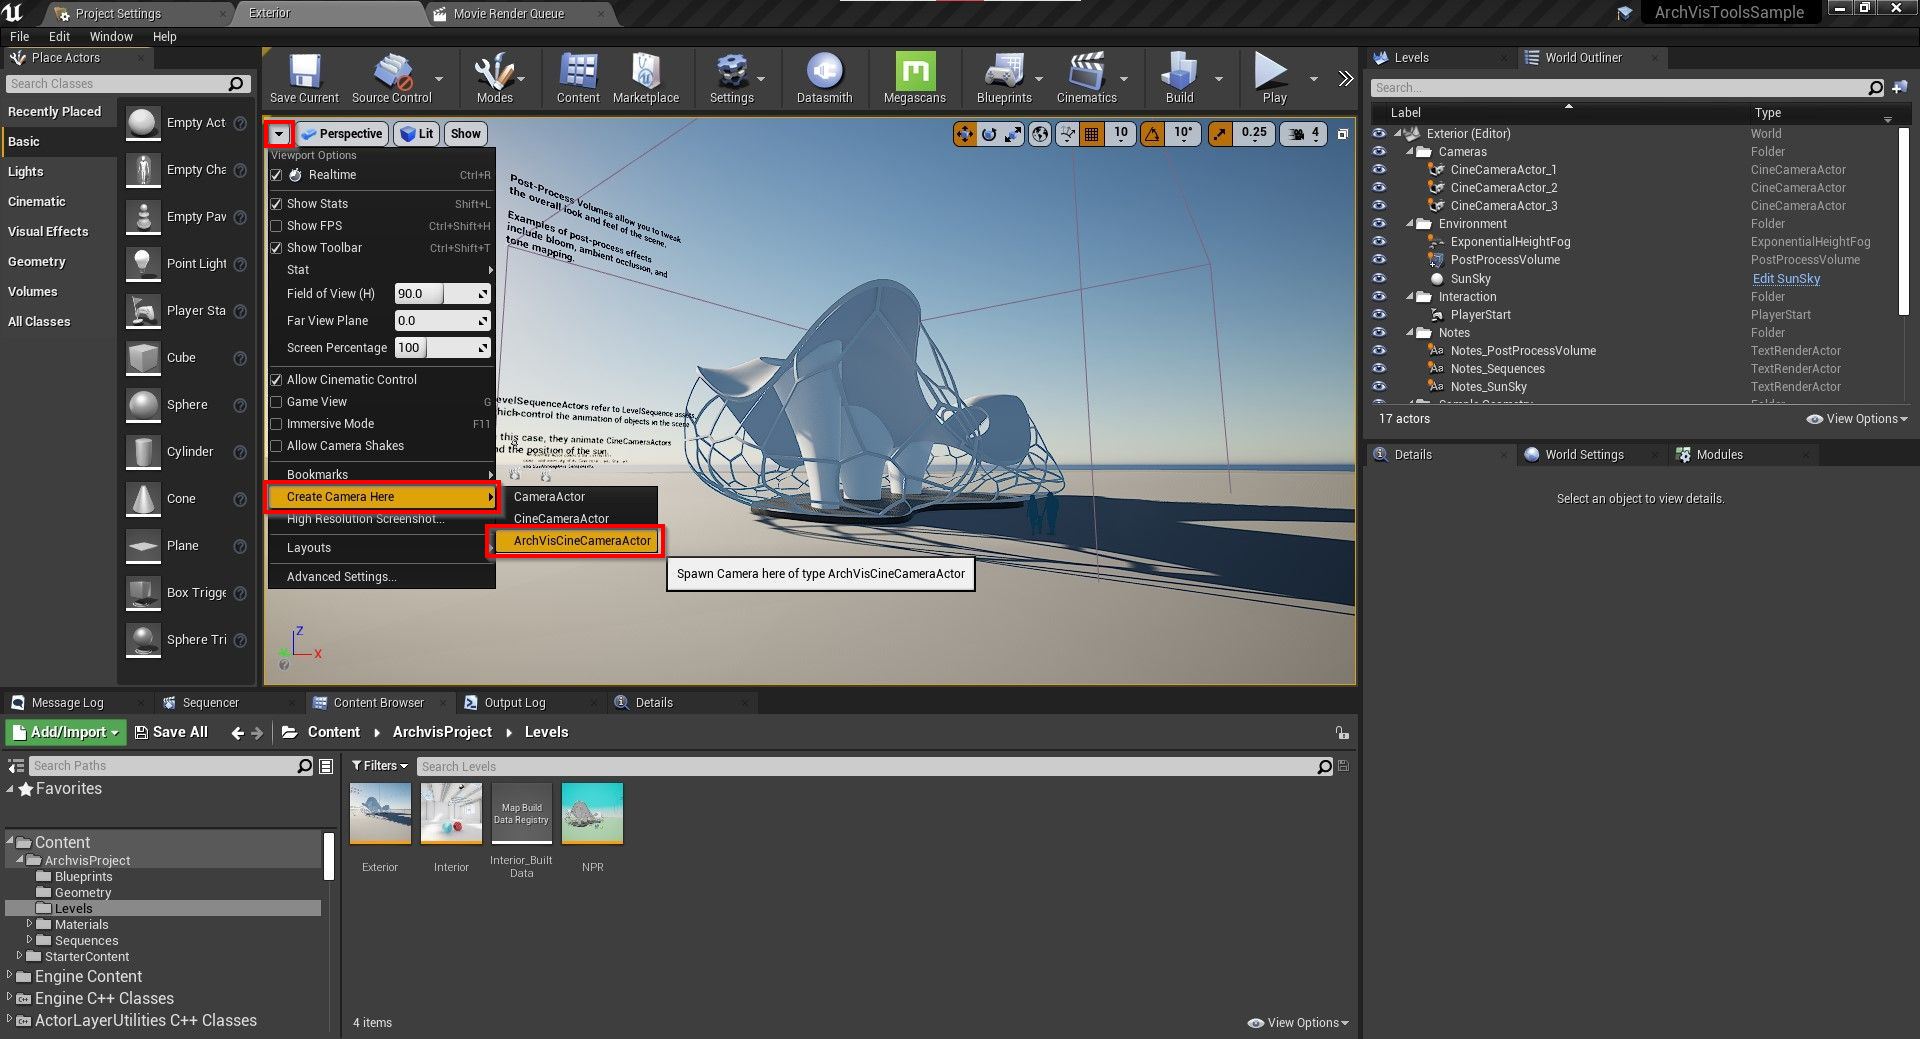 Project Settings
Exterior
Movie Render Queue
ArchVisToolsSample
File Edit Window Help
Place Actors
Search Classes
Recently Placed
Basic
Lights
Cinematic
Visual Effects
Geometry
Volumes
All Classes
Empty Act
Empty Cha
Empty Pav
Point Light
Player Sta
Cube
Sphere
Cylinder
Cone
Plane
Box Trigge
Sphere Tri
Save Current
Source Control
Modes
Content
Marketplace
Settings
Datasmith
Megascans
Blueprints
Cinematics
Build
Play
Perspective
Lit
Show
10
10°
0.25
4
Viewport Options
Realtime Ctrl+R
Show Stats Shift+L
Show FPS Ctrl+Shift+H
Show Toolbar Ctrl+Shift+T
Stat
Field of View (H) 90.0
Far View Plane 0.0
Screen Percentage 100
Allow Cinematic Control
Game View G
Immersive Mode F11
Allow Camera Shakes
Bookmarks
Create Camera Here
High Resolution Screenshot...
Layouts
Advanced Settings...
CameraActor
CineCameraActor
ArchVisCineCameraActor
Spawn Camera here of type ArchVisCineCameraActor
Post-Process Volumes allow you to tweak
the overall look and feel of the scene.
Examples of post-process effects
include bloom, ambient occlusion, and
tone mapping.
evelSequenceActors refer to LevelSequence assets,
hich control the animation of objects in the scene
this case, they animate CineCameraActors
nd the position of the sun.
Z
X
Levels
World Outliner
Search...
Label Type
Exterior (Editor) World
Cameras Folder
CineCameraActor_1 CineCameraActor
CineCameraActor_2 CineCameraActor
CineCameraActor_3 CineCameraActor
Environment Folder
ExponentialHeightFog ExponentialHeightFog
PostProcessVolume PostProcessVolume
SunSky Edit SunSky
Interaction Folder
PlayerStart PlayerStart
Notes Folder
Notes_PostProcessVolume TextRenderActor
Notes_Sequences TextRenderActor
Notes_SunSky TextRenderActor
17 actors
View Options
Details
World Settings
Modules
Select an object to view details.
Message Log
Sequencer
Content Browser
Output Log
Details
Add/Import
Save All
Content
ArchvisProject
Levels
Search Paths
Filters
Search Levels
Favorites
Content
ArchvisProject
Blueprints
Geometry
Levels
Materials
Sequences
StarterContent
Engine Content
Engine C++ Classes
ActorLayerUtilities C++ Classes
Map Build
Data Registry
Exterior
Interior
Interior_Built
Data
NPR
4 items
View Options